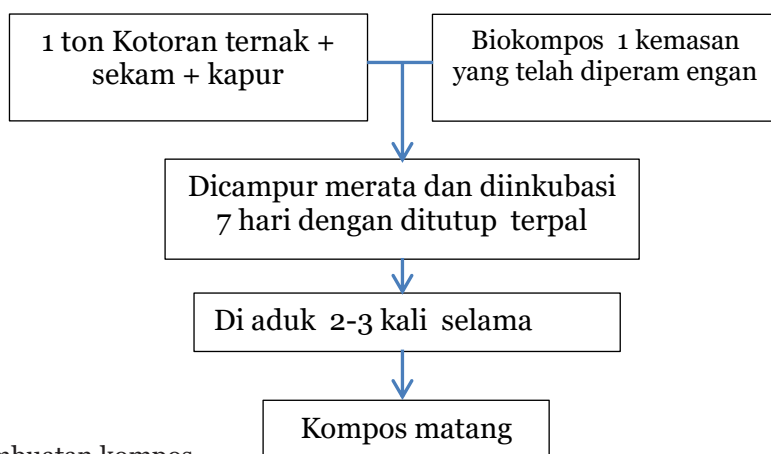 1 ton Kotoran ternak +
sekam + kapur
Biokompos 1 kemasan
yang telah diperam engan
Dicampur merata dan diinkubasi
7 hari dengan ditutup terpal
Di aduk 2-3 kali selama
Kompos matang
kompos